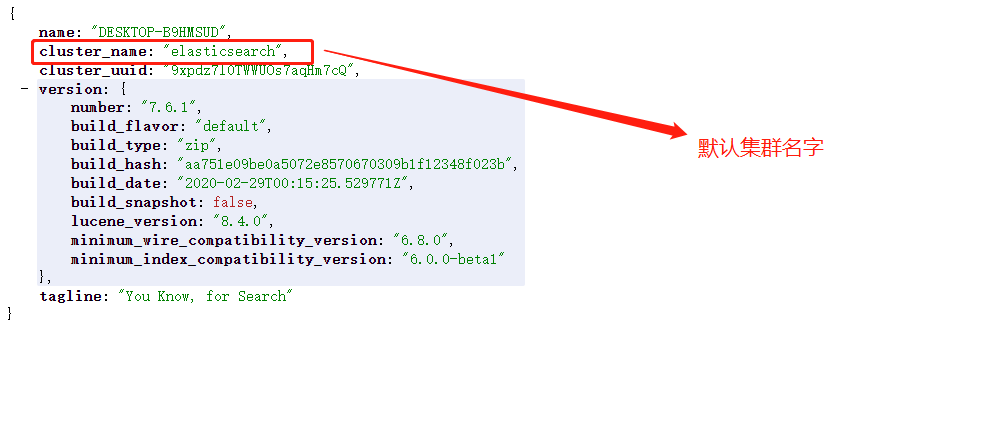 {
name: "DESKTOP-B9HMSUD",
cluster_name: "elasticsearch",
cluster_uuid: "9xpdz7l0TWWUOs7aqHm7cQ",
- version: {
number: "7.6.1",
build_flavor: "default",
build_type: "zip",
build_hash: "aa751e09be0a5072e8570670309b1f12348f023b",
build_date: "2020-02-29T00:15:25.529771Z",
build_snapshot: false,
lucene_version: "8.4.0",
minimum_wire_compatibility_version: "6.8.0",
minimum_index_compatibility_version: "6.0.0-beta1"
},
tagline: "You Know, for Search"
}
默认集群名字